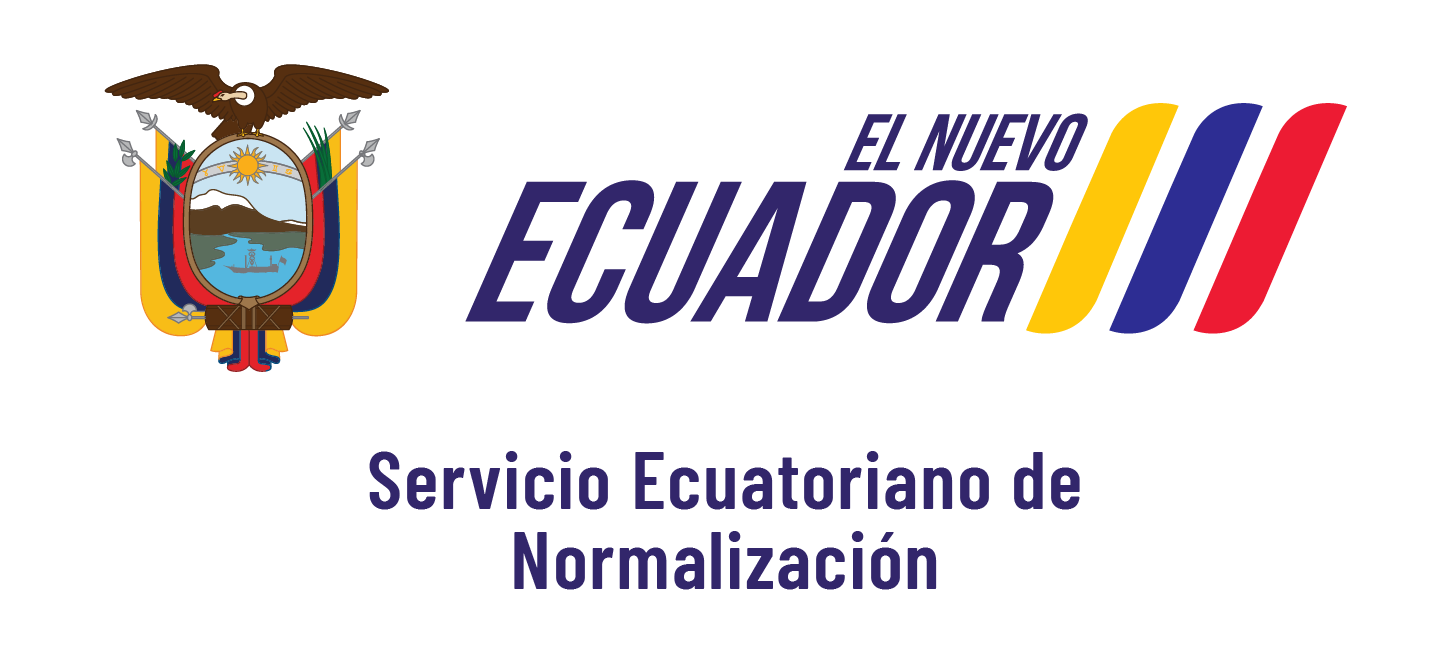 EL NUEVO
ECUADOR
Servicio Ecuatoriano de
Normalización